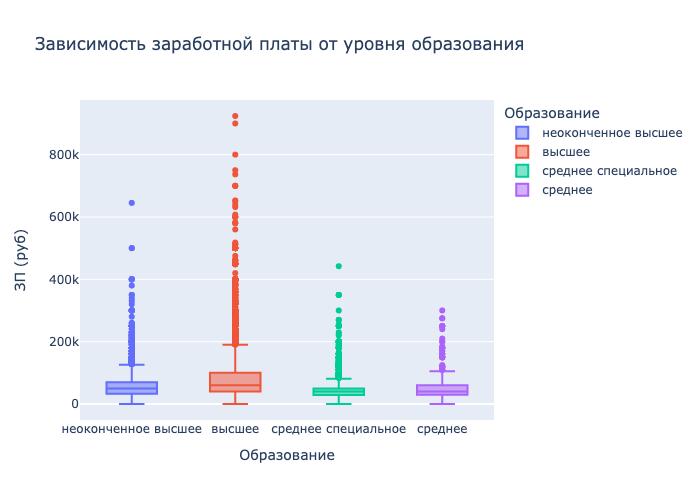 Зависимость заработной платы от уровня образования
Образование
неоконченное высшее
высшее
среднее специальное
среднее
800k
600k
400k
200k
0
ЗП (руб)
неоконченное высшее
высшее
среднее специальное
среднее
Образование